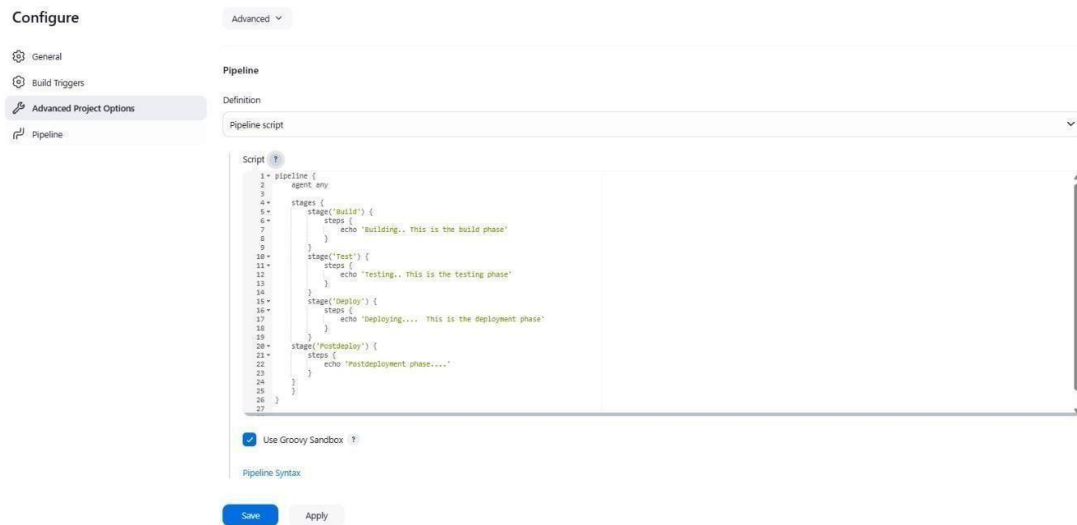 Configure
General
Build Triggers
Advanced Project Options
Pipeline
Advanced
Pipeline
Definition
Pipeline script
Script ?
1 pipeline {
2     agent any
3
4     stages {
5         stage('Build') {
6             steps {
7                 echo 'Building.. This is the build phase'
8             }
9         }
10         stage('Test') {
11             steps {
12                 echo 'Testing.. This is the testing phase'
13             }
14         }
15         stage('Deploy') {
16             steps {
17                 echo 'Deploying....  This is the deployment phase'
18             }
19         }
20     stage('Postdeploy') {
21         steps {
22             echo 'Postdeployment phase....'
23         }
24     }
25     }
26 }
27
Use Groovy Sandbox ?
Pipeline Syntax
Save Apply